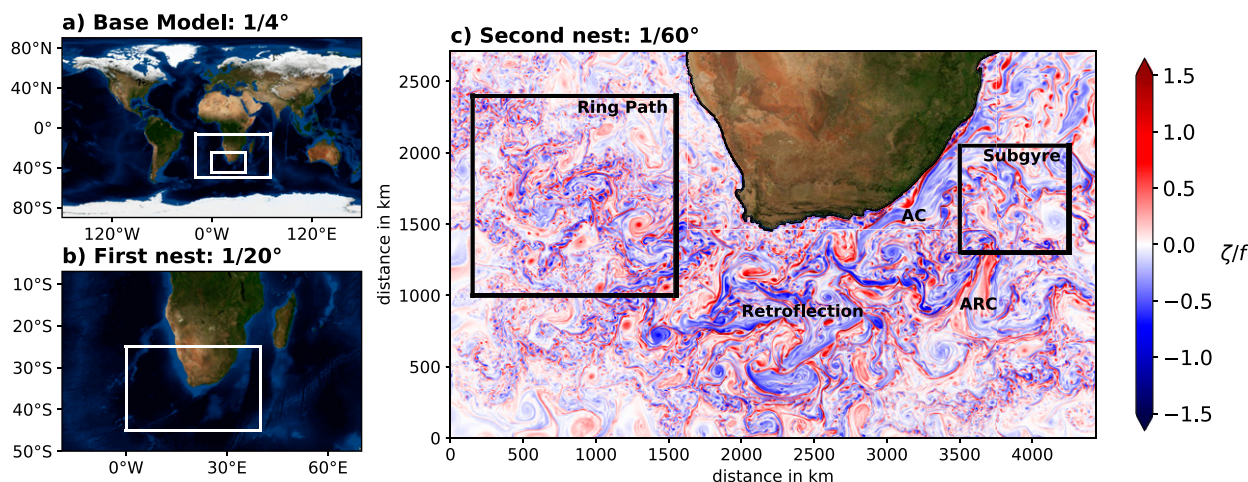 a) Base Model: 1/4°
80°N
40°N
0°
40°S
80°S
120°W
0°W
120°E
b) First nest: 1/20°
10°S
20°S
30°S
40°S
50°S
0°W
30°E
60°E
c) Second nest: 1/60°
distance in km
2500
2000
1500
1000
500
0
Ring Path
Subgyre
AC
ARC
Retroflection
0
500
1000
1500
2000
2500
3000
3500
4000
distance in km
1.5
1.0
0.5
0.0
−0.5
−1.0
−1.5
ζ/f